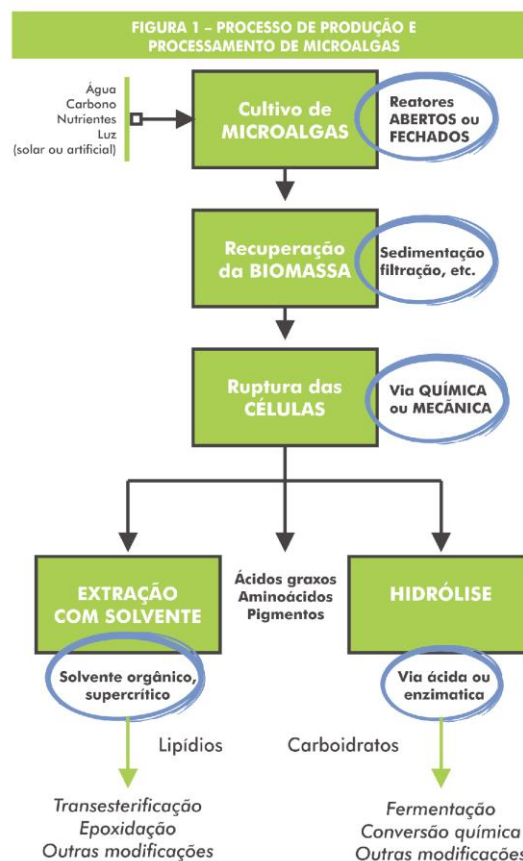 FIGURA 1 – PROCESSO DE PRODUÇÃO E
PROCESSAMENTO DE MICROALGAS
Água
Carbono
Nutrientes
Luz
(solar ou artificial)
Cultivo de
MICROALGAS
Reatores
ABERTOS ou
FECHADOS
Recuperação
da BIOMASSA
Sedimentação
filtração, etc.
Ruptura das
CÉLULAS
Via QUÍMICA
ou MECÃNICA
EXTRAÇÃO
COM SOLVENTE
Ácidos graxos
Aminoácidos
Pigmentos
HIDRÓLISE
Solvente orgânico,
supercrítico
Via ácida ou
enzimatica
Lipídios
Carboidratos
Transesterificação
Epoxidação
Outras modificações
Fermentação
Conversão química
Outras modificações